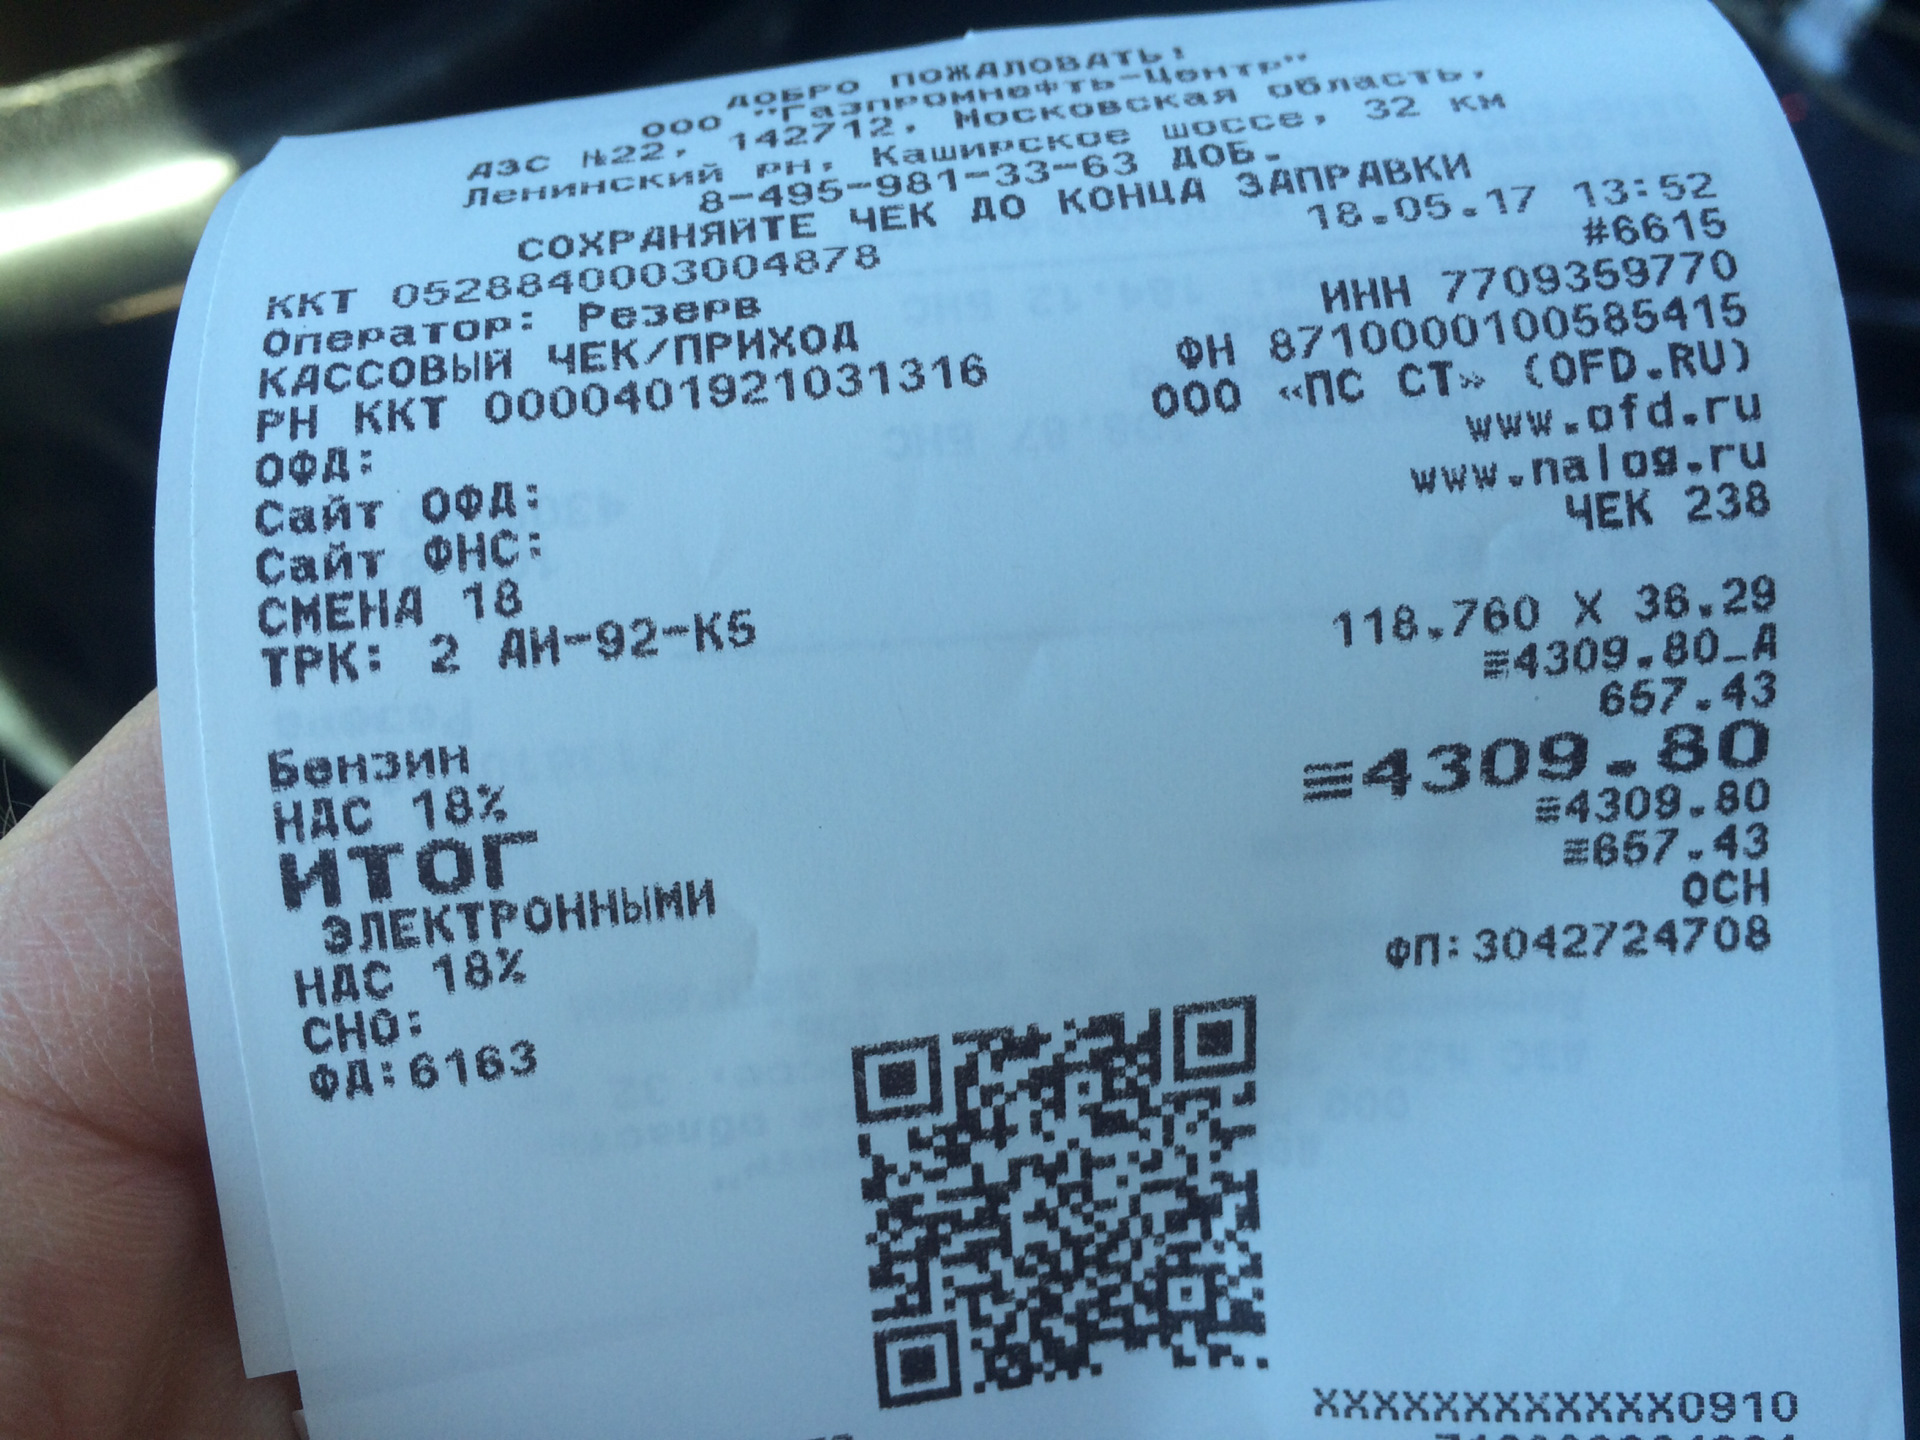 ДОБРО ПОЖАЛОВАТЬ!
ООО "Газпромнефть-Центр"
АЗС №22, 142712, Московская область,
Ленинский рн, Каширское шоссе, 32 км
8-495-981-33-63 ДОБ.
СОХРАНЯЙТЕ ЧЕК ДО КОНЦА ЗАПРАВКИ
18.05.17 13:52
ККТ 0528840003004878 #6615
Оператор: Резерв ИНН 7709359770
КАССОВЫЙ ЧЕК/ПРИХОД ФН 8710000100585415
РН ККТ 0000401921031316
ОФД: ООО «ПС СТ» (OFD.RU)
Сайт ОФД: www.ofd.ru
Сайт ФНС: www.nalog.ru
СМЕНА 18 ЧЕК 238
ТРК: 2 АИ-92-К5
118.760 X 36.29
Бензин ≡4309.80_А
НДС 18% 657.43
ИТОГ ≡4309.80
ЭЛЕКТРОННЫМИ ≡4309.80
НДС 18% ≡657.43
СНО: ОСН
ФД:6163 ФП:3042724708
XXXXXXXXXXXXX0910